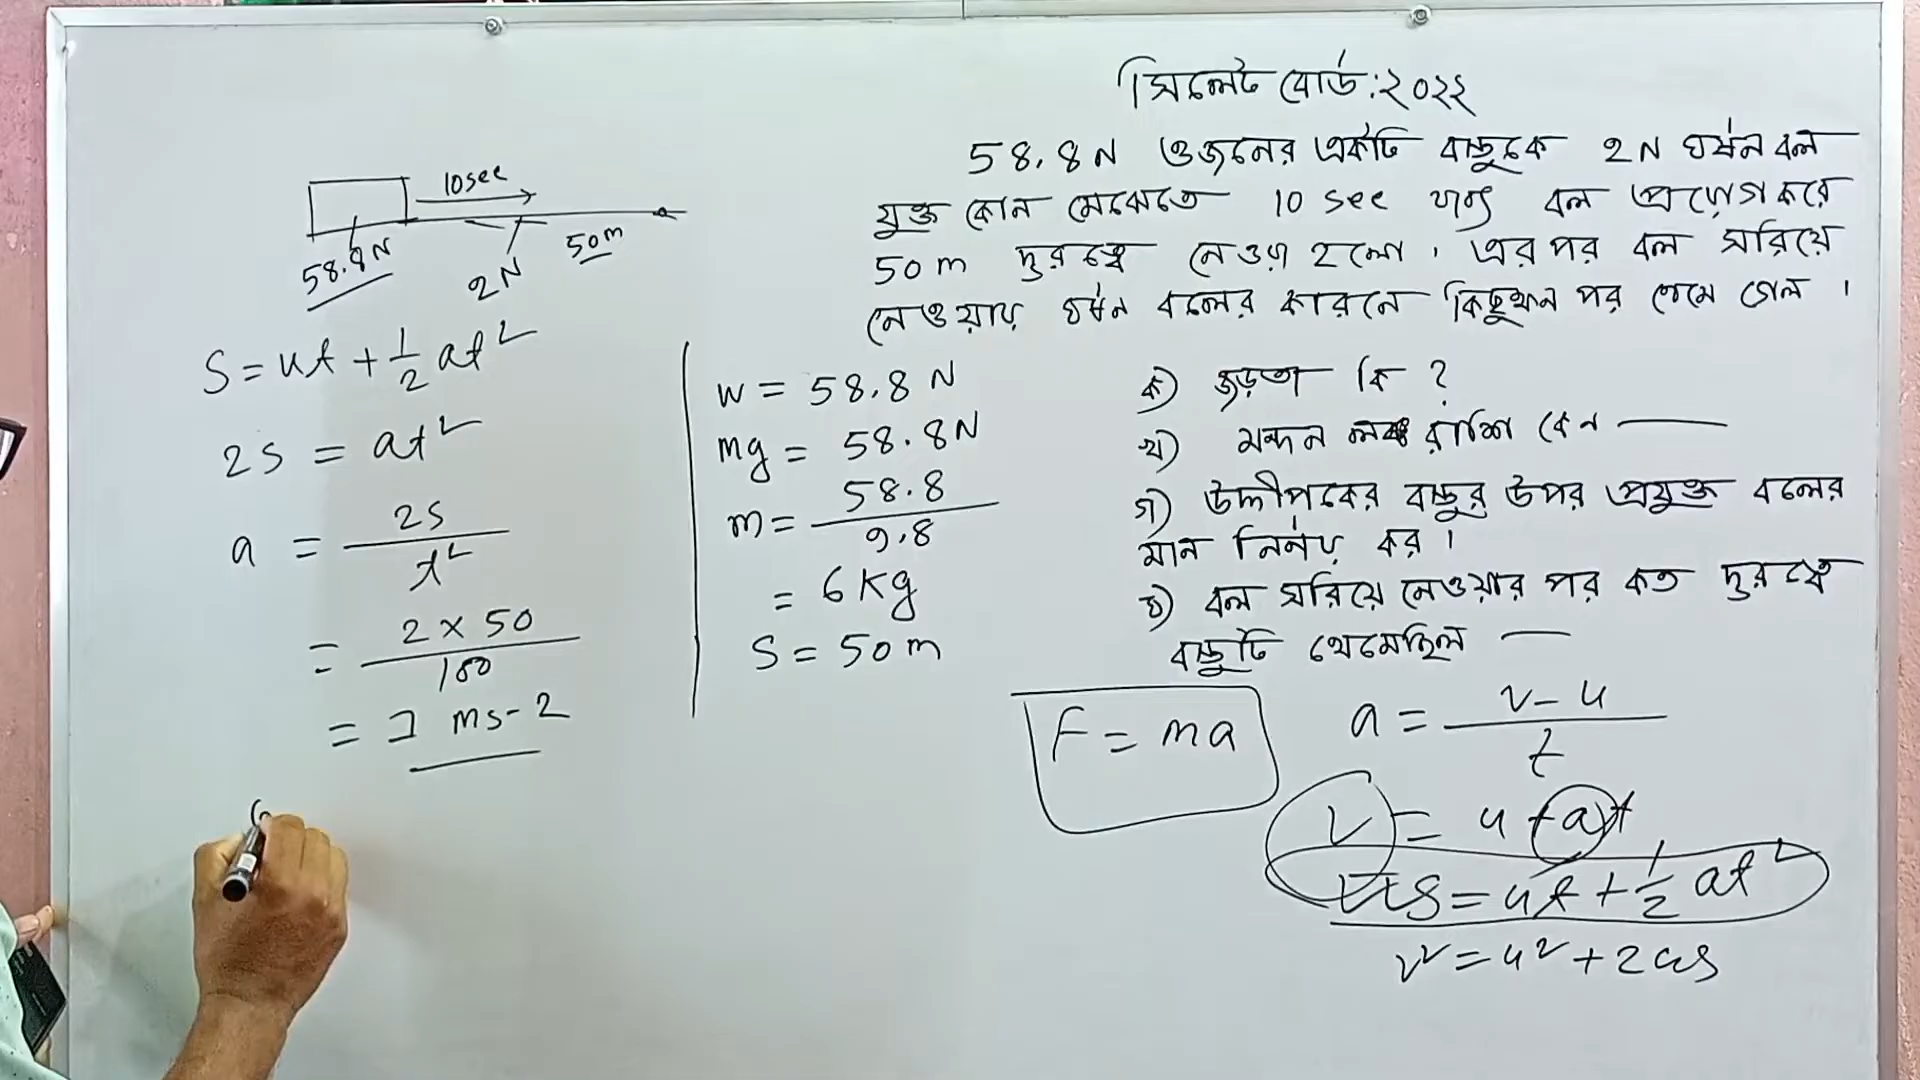 সিলেট বোর্ড:২০২২
58.8N ওজনের একটি বস্তুকে 2N ঘর্ষন বল
যুক্ত কোন মেঝেতে 10 sec বল প্রয়োগ করে
50m দুরত্বে নেওয়া হলো। এরপর বল সরিয়ে
নেওয়ায় ঘর্ষন বলের কারনে কিছুখন পর থেমে গেল।
ক) জড়তা কি ?
খ) মন্দন রাশি কেন
গ) উদ্দীপকের বস্তুর উপর প্রযুক্ত বলের
মান নির্নয় কর।
ঘ) বল সরিয়ে নেওয়ার পর কত দুরত্বে
বস্তুটি থেমেছিল
10sec
58.8N
2N
50m
S = ut + 1/2 at²
2s = at²
a = 2s/t²
= 2 x 50/100
= 1 ms-2
w = 58.8 N
mg = 58.8N
m = 58.8/9.8
= 6 Kg
S = 50m
F = ma
a = v-u/t
v = u + at
s = ut + 1/2 at²
v² = u² + 2as